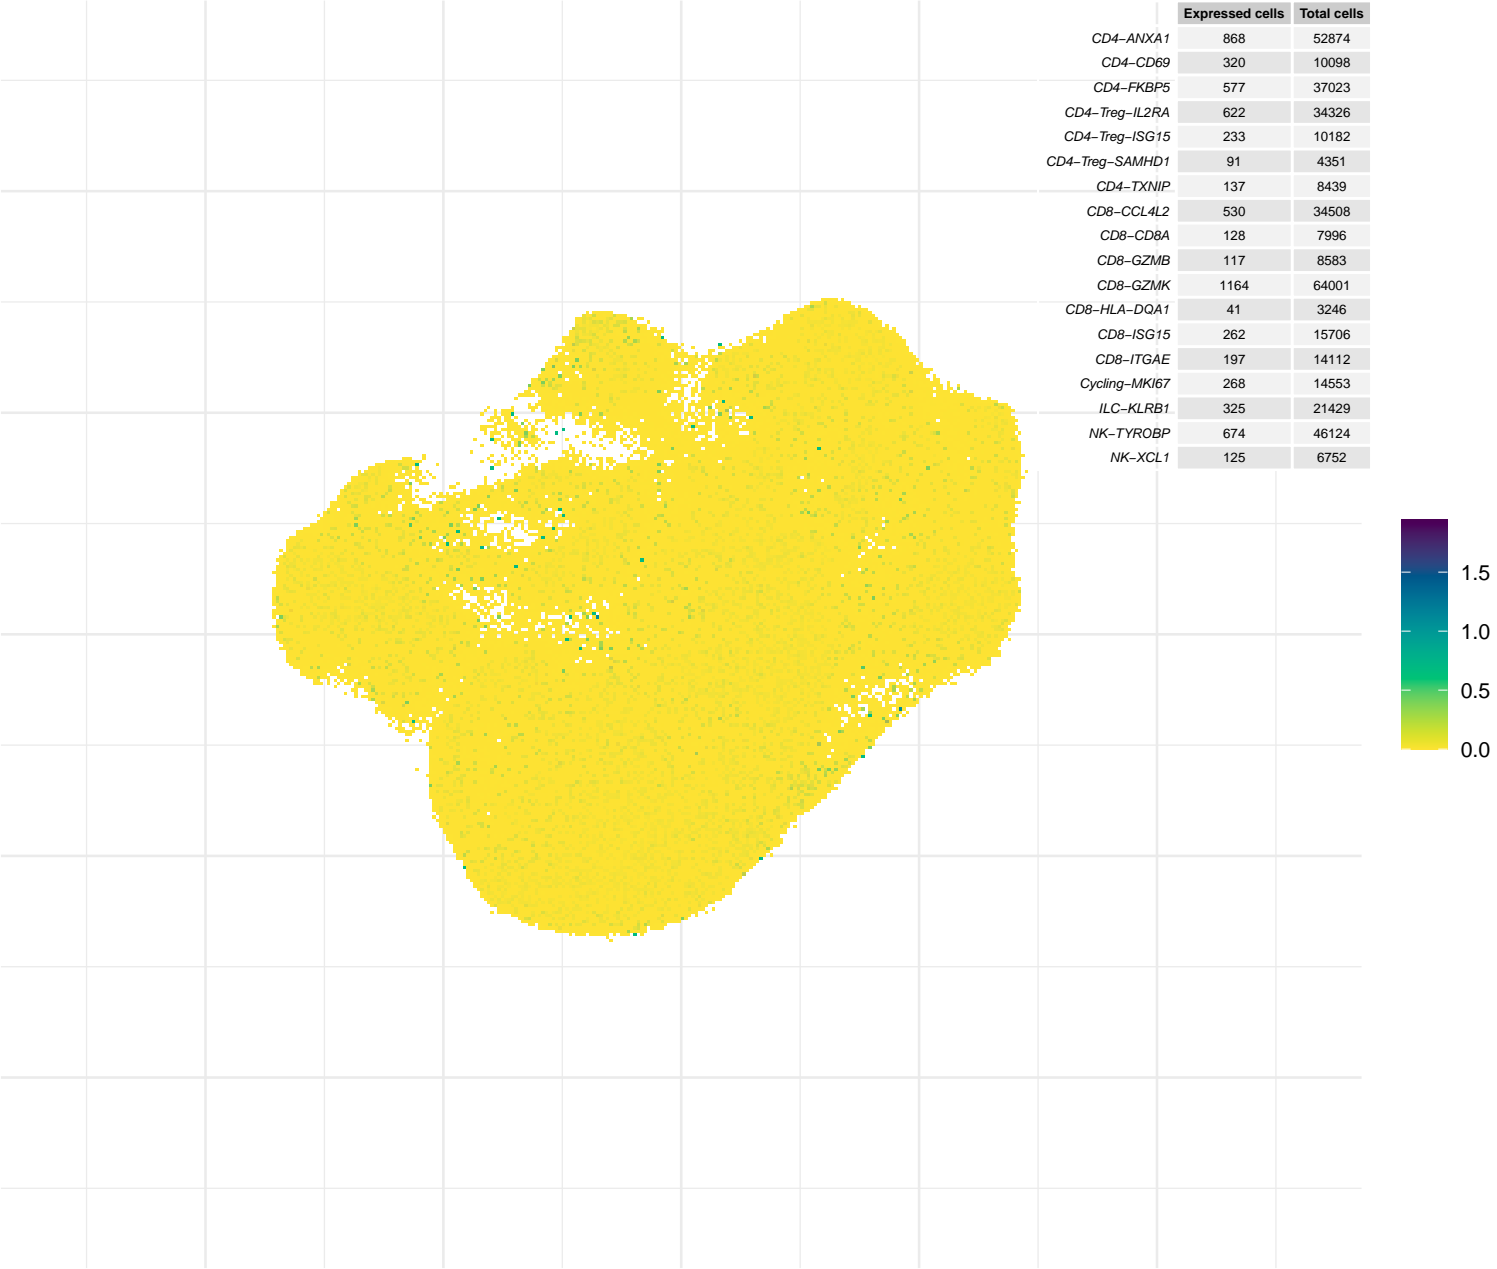 Expressed cells Total cells
CD4−ANXA1 868 52874
CD4−CD69 320 10098
CD4−FKBP5 577 37023
CD4−Treg−IL2RA 622 34326
CD4−Treg−ISG15 233 10182
CD4−Treg−SAMHD1 91 4351
CD4−TXNIP 137 8439
CD8−CCL4L2 530 34508
CD8−CD8A 128 7996
CD8−GZMB 117 8583
CD8−GZMK 1164 64001
CD8−HLA−DQA1 41 3246
CD8−ISG15 262 15706
CD8−ITGAE 197 14112
Cycling−MKI67 268 14553
ILC−KLRB1 325 21429
NK−TYROBP 674 46124
NK−XCL1 125 6752
1.5
1.0
0.5
0.0